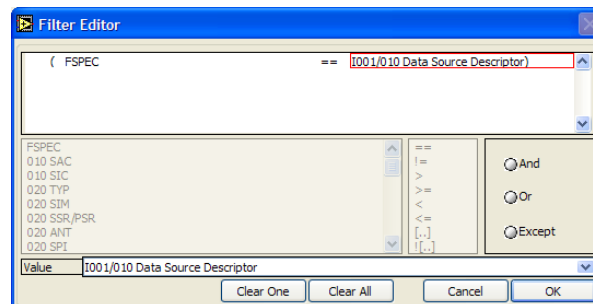 Filter Editor
( FSPEC == I001/010 Data Source Descriptor)
FSPEC ==
010 SAC !=
010 SIC > And
020 TYP >=
020 SIM < Or
020 SSR/PSR <=
020 ANT [..] Except
020 SPI ![..]
Value I001/010 Data Source Descriptor
Clear One Clear All Cancel OK